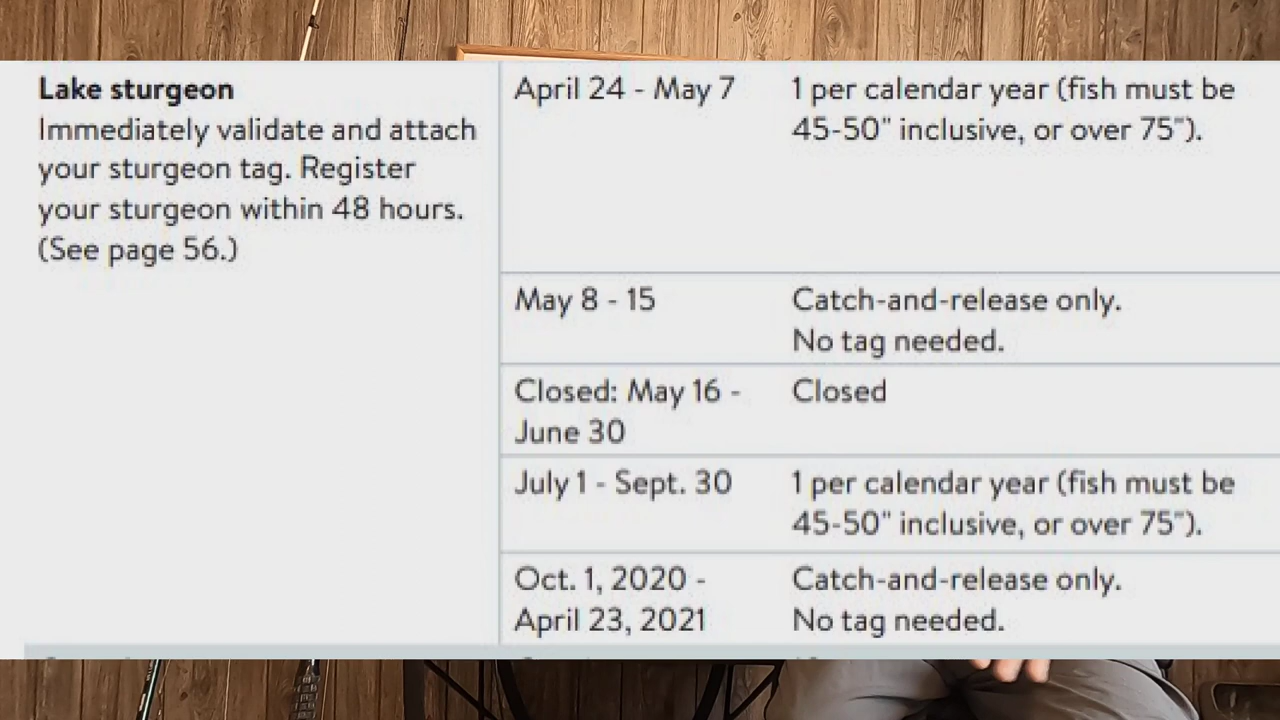 Lake sturgeon
Immediately validate and attach
your sturgeon tag. Register
your sturgeon within 48 hours.
(See page 56.)
April 24 - May 7
1 per calendar year (fish must be
45-50" inclusive, or over 75").
May 8 - 15
Catch-and-release only.
No tag needed.
Closed: May 16 -
June 30
Closed
July 1 - Sept. 30
1 per calendar year (fish must be
45-50" inclusive, or over 75").
Oct. 1, 2020 -
April 23, 2021
Catch-and-release only.
No tag needed.